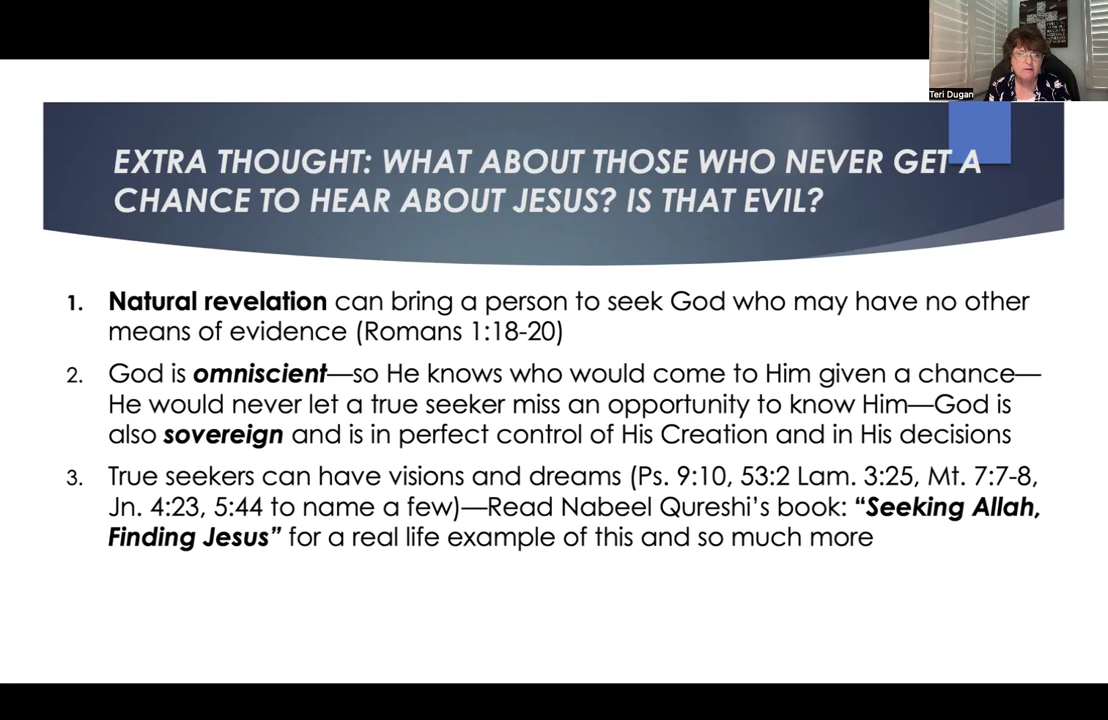 Teri Dugan
EXTRA THOUGHT: WHAT ABOUT THOSE WHO NEVER GET A
CHANCE TO HEAR ABOUT JESUS? IS THAT EVIL?
1. Natural revelation can bring a person to seek God who may have no other
means of evidence (Romans 1:18-20)
2. God is omniscient—so He knows who would come to Him given a chance—
He would never let a true seeker miss an opportunity to know Him—God is
also sovereign and is in perfect control of His Creation and in His decisions
3. True seekers can have visions and dreams (Ps. 9:10, 53:2 Lam. 3:25, Mt. 7:7-8,
Jn. 4:23, 5:44 to name a few)—Read Nabeel Qureshi’s book: “Seeking Allah,
Finding Jesus” for a real life example of this and so much more